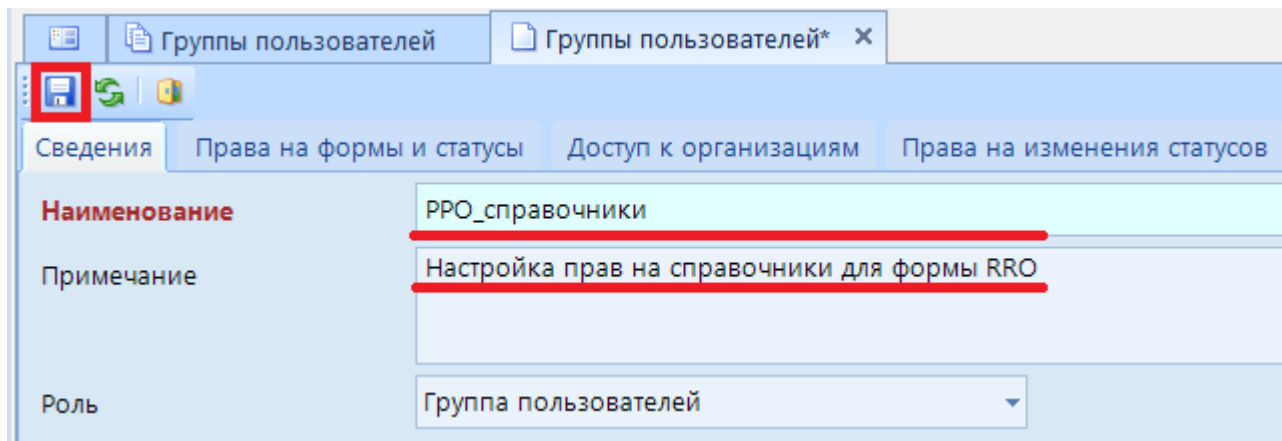 Группы пользователей
Группы пользователей*
Сведения
Права на формы и статусы
Доступ к организациям
Права на изменения статусов
Наименование
РРО_справочники
Примечание
Настройка прав на справочники для формы RRO
Роль
Группа пользователей